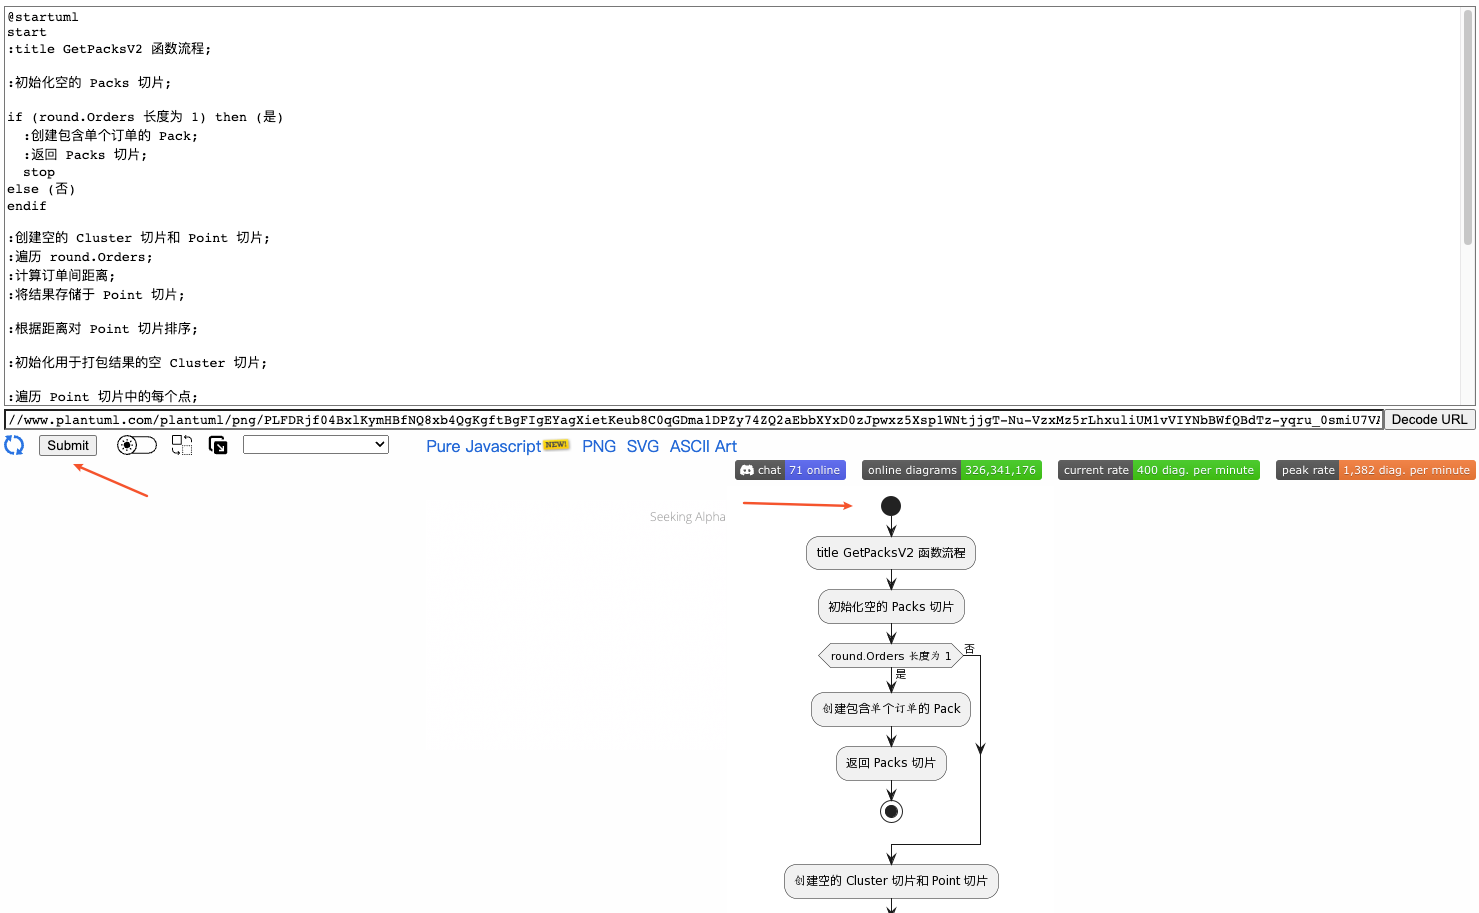 @startuml
start
:title GetPacksV2 函数流程;
:初始化空的 Packs 切片;
if (round.Orders 长度为 1) then (是)
:创建包含单个订单的 Pack;
:返回 Packs 切片;
stop
else (否)
endif
:创建空的 Cluster 切片和 Point 切片;
:遍历 round.Orders;
:计算订单间距离;
:将结果存储于 Point 切片;
:根据距离对 Point 切片排序;
:初始化用于打包结果的空 Cluster 切片;
:遍历 Point 切片中的每个点;
//www.plantuml.com/plantuml/png/PLFDRjf04BxlKymHBfNQ8xb4QgKgftBgFIgEYagXietKeub8C0qGDma1DPZy74ZQ2aEbbXYxD0zJpwxz5Xsp1WNtjjgT-Nu-VzxMz5rLhxuliUM1vVIYNbBWfQBdTz-yqru_0smiU7VA Decode URL
Submit Pure Javascript NEW! PNG SVG ASCII Art
chat 71 online online diagrams 326,341,176 current rate 400 diag. per minute peak rate 1,382 diag. per minute
Seeking Alpha
title GetPacksV2 函数流程
初始化空的 Packs 切片
round.Orders 长度为 1 否
是
创建包含单个订单的 Pack
返回 Packs 切片
创建空的 Cluster 切片和 Point 切片